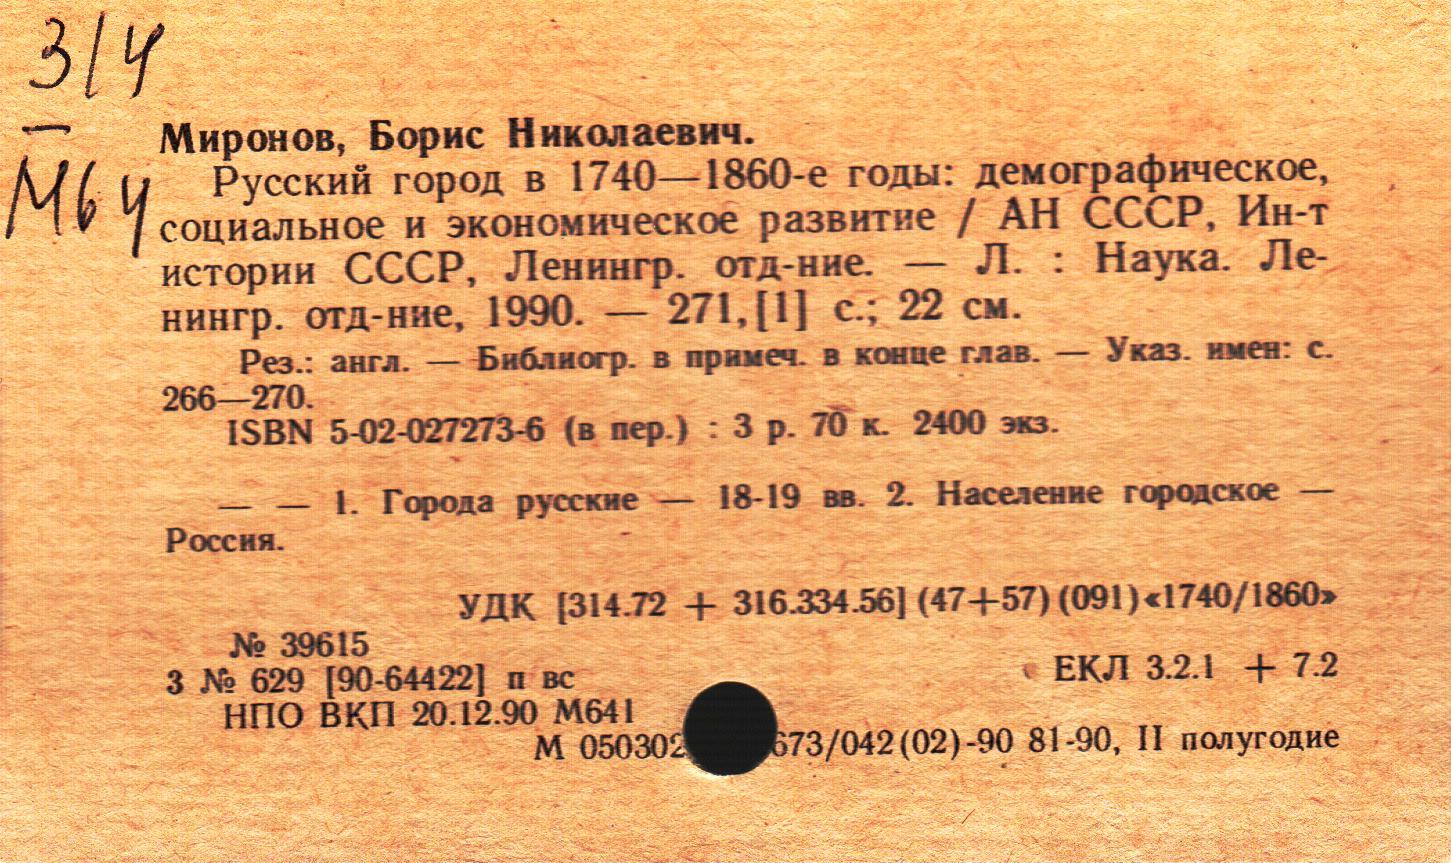 314
М64
Миронов, Борис Николаевич.
Русский город в 1740—1860-е годы: демографическое,
социальное и экономическое развитие / АН СССР, Ин-т
истории СССР, Ленингр. отд-ние. — Л. : Наука. Ле-
нингр. отд-ние, 1990. — 271,[1] с.; 22 см.
Рез.: англ. — Библиогр. в примеч. в конце глав. — Указ. имен: с.
266—270.
ISBN 5-02-027273-6 (в пер.) : 3 р. 70 к. 2400 экз.
— — 1. Города русские — 18-19 вв. 2. Население городское —
Россия.
УДК [314.72 + 316.334.56] (47+57) (091) «1740/1860»
№ 39615
3 № 629 [90-64422] п вс
ЕКЛ 3.2.1 + 7.2
НПО ВКП 20.12.90 М641
М 050302 673/042(02)-90 81-90, II полугодие